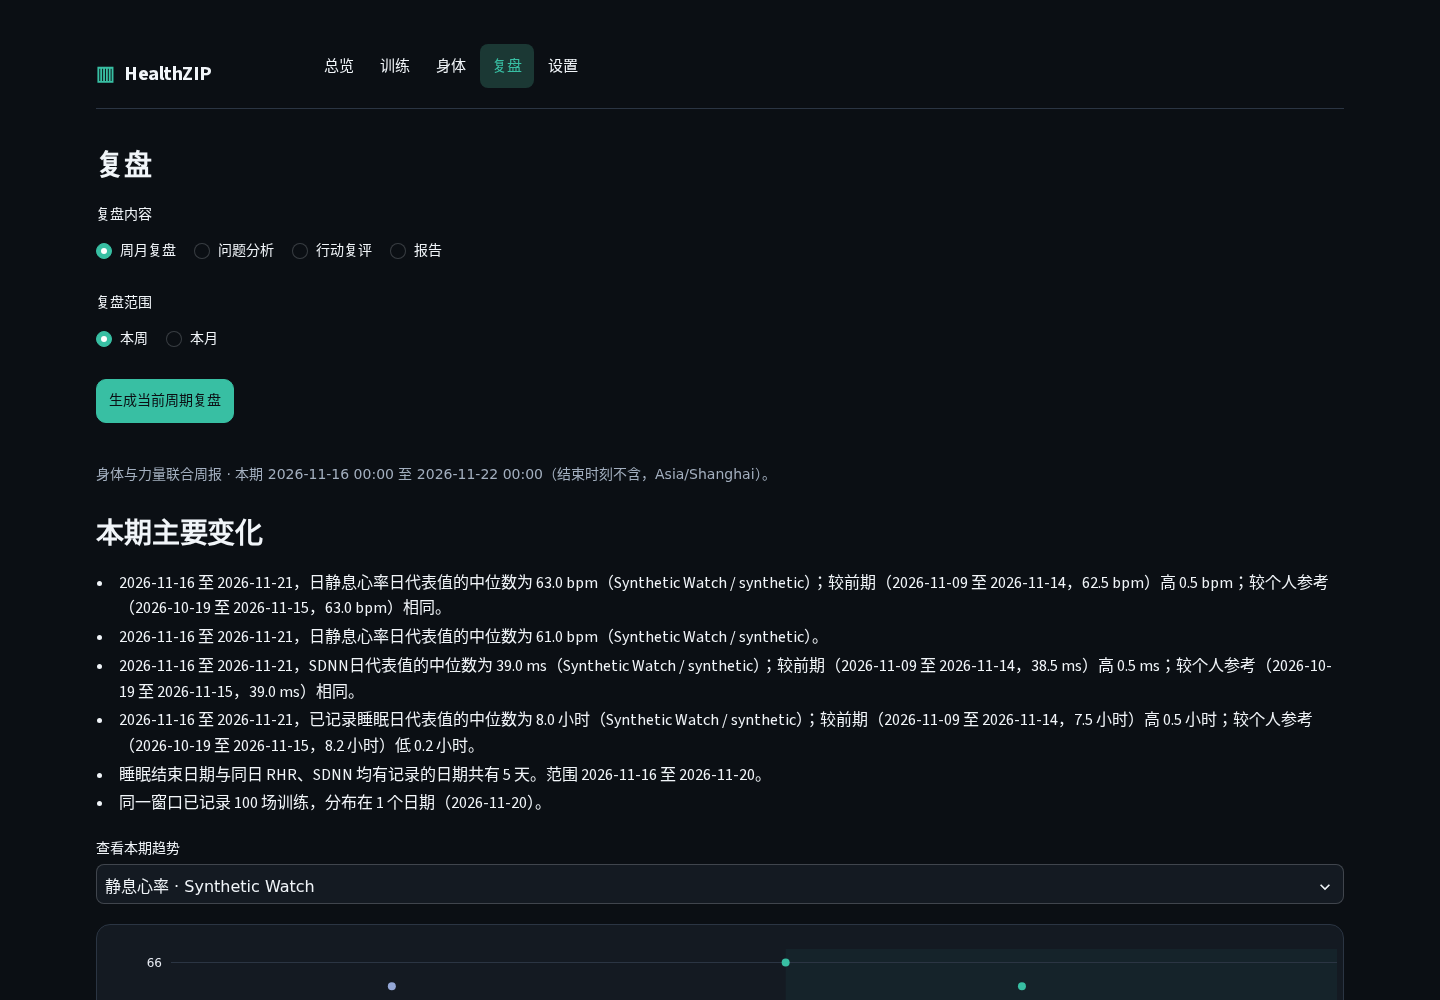 HealthZIP
总览 训练 身体 复盘 设置
复盘
复盘内容
周月复盘 问题分析 行动复评 报告
复盘范围
本周 本月
生成当前周期复盘
身体与力量联合周报 · 本期 2026-11-16 00:00 至 2026-11-22 00:00（结束时刻不含，Asia/Shanghai）。
本期主要变化
2026-11-16 至 2026-11-21，日静息心率日代表值的中位数为 63.0 bpm（Synthetic Watch / synthetic）；较前期（2026-11-09 至 2026-11-14，62.5 bpm）高 0.5 bpm；较个人参考
（2026-10-19 至 2026-11-15，63.0 bpm）相同。
2026-11-16 至 2026-11-21，日静息心率日代表值的中位数为 61.0 bpm（Synthetic Watch / synthetic）。
2026-11-16 至 2026-11-21，SDNN日代表值的中位数为 39.0 ms（Synthetic Watch / synthetic）；较前期（2026-11-09 至 2026-11-14，38.5 ms）高 0.5 ms；较个人参考（2026-10-
19 至 2026-11-15，39.0 ms）相同。
2026-11-16 至 2026-11-21，已记录睡眠日代表值的中位数为 8.0 小时（Synthetic Watch / synthetic）；较前期（2026-11-09 至 2026-11-14，7.5 小时）高 0.5 小时；较个人参考
（2026-10-19 至 2026-11-15，8.2 小时）低 0.2 小时。
睡眠结束日期与同日 RHR、SDNN 均有记录的日期共有 5 天。范围 2026-11-16 至 2026-11-20。
同一窗口已记录 100 场训练，分布在 1 个日期（2026-11-20）。
查看本期趋势
静息心率 · Synthetic Watch
66